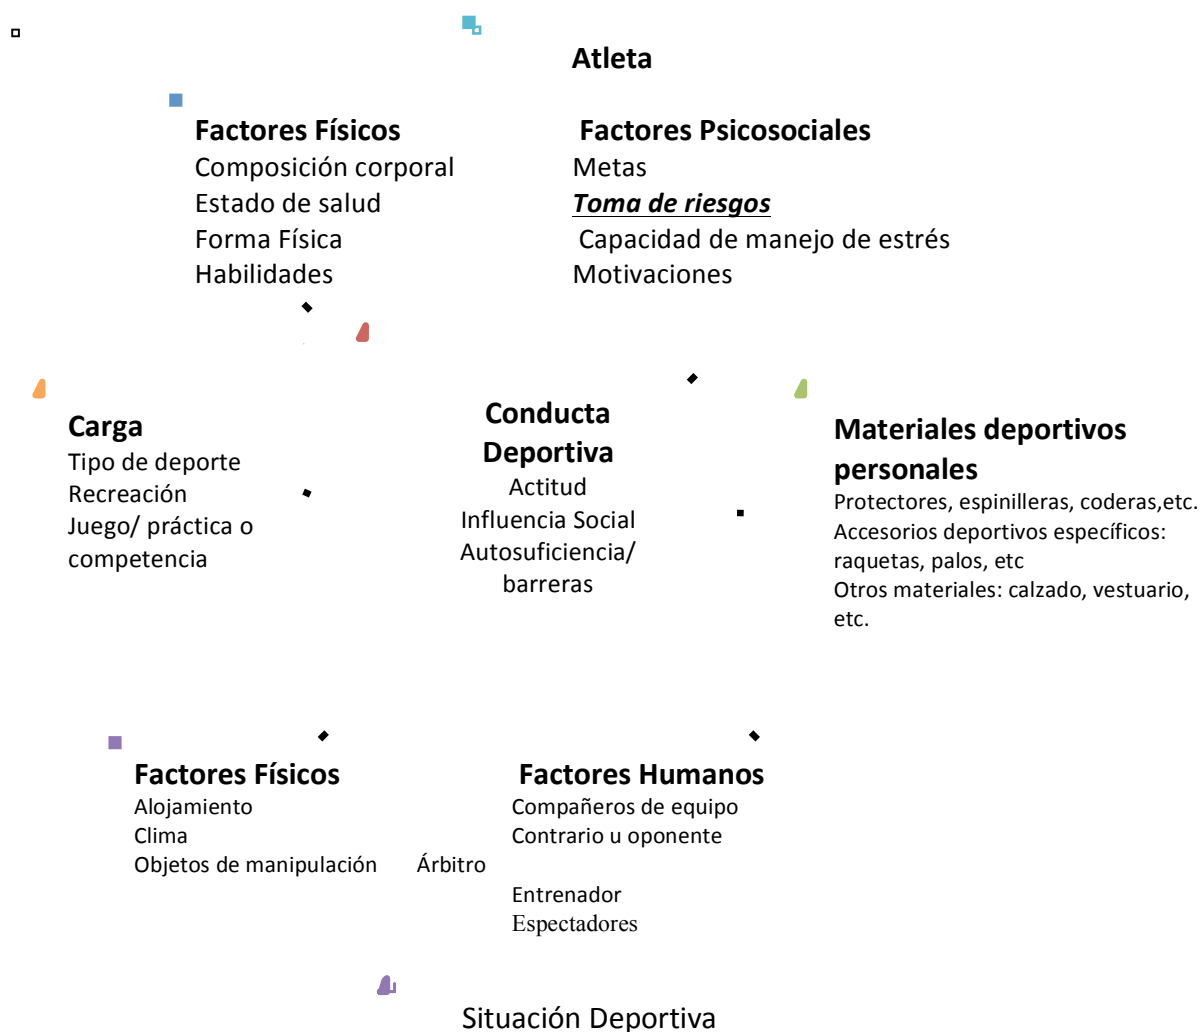 Atleta
Factores Físicos
Composición corporal
Estado de salud
Forma Física
Habilidades
Factores Psicosociales
Metas
Toma de riesgos
Capacidad de manejo de estrés
Motivaciones
Carga
Tipo de deporte
Recreación
Juego/ práctica o
competencia
Conducta
Deportiva
Actitud
Influencia Social
Autosuficiencia/
barreras
Materiales deportivos
personales
Protectores, espinilleras, coderas,etc.
Accesorios deportivos específicos:
raquetas, palos, etc
Otros materiales: calzado, vestuario,
etc.
Factores Físicos
Alojamiento
Clima
Objetos de manipulación
Factores Humanos
Compañeros de equipo
Contrario u oponente
Árbitro
Entrenador
Espectadores
Situación Deportiva